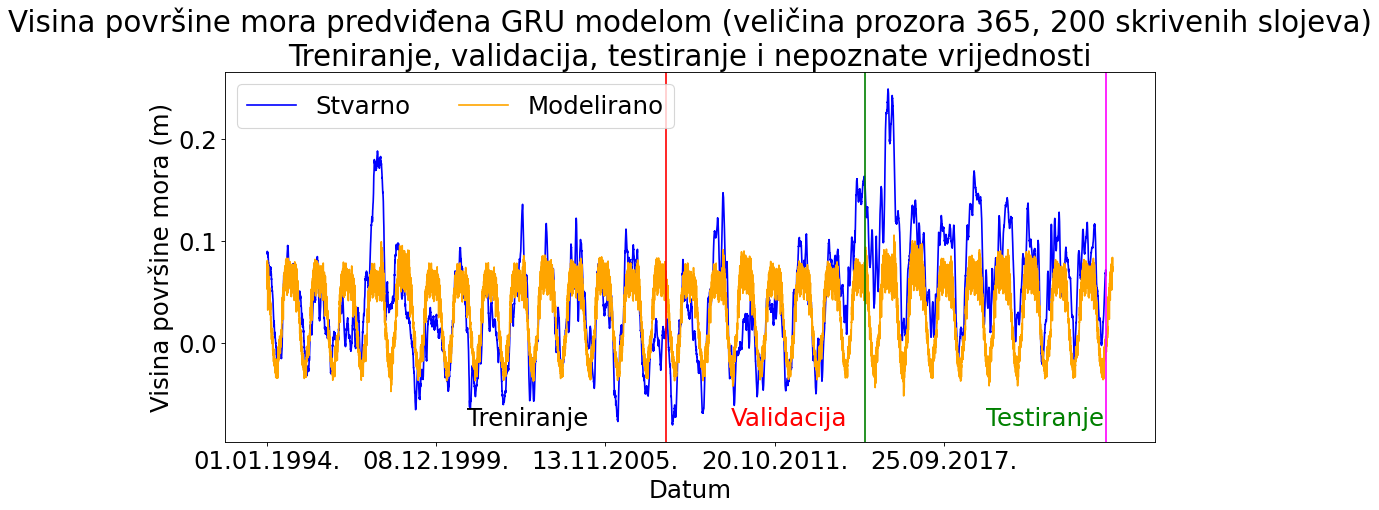 Visina površine mora predviđena GRU modelom (veličina prozora 365, 200 skrivenih slojeva)
Treniranje, validacija, testiranje i nepoznate vrijednosti
Stvarno
Modelirano
Visina površine mora (m)
0.2
0.1
0.0
Treniranje
Validacija
Testiranje
01.01.1994.
08.12.1999.
13.11.2005.
20.10.2011.
25.09.2017.
Datum